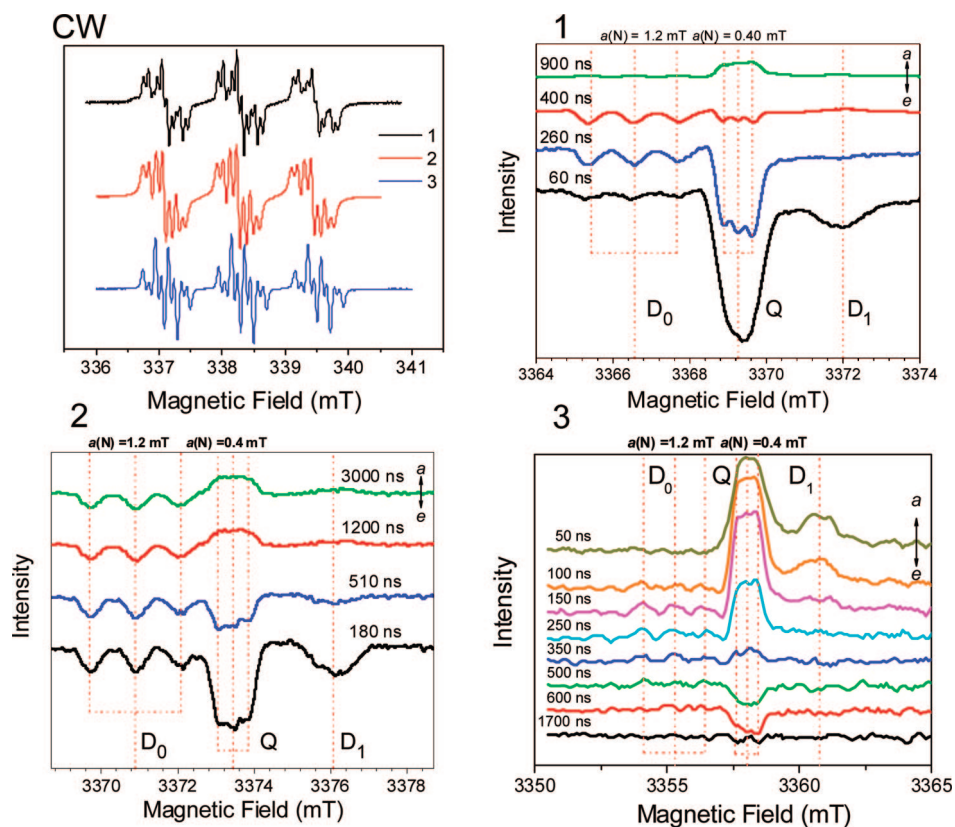 CW
1
2
3
336 337 338 339 340 341
Magnetic Field (mT)
1
a(N) = 1.2 mT a(N) = 0.40 mT
900 ns
a
e
400 ns
260 ns
60 ns
Intensity
D0 Q D1
3364 3366 3368 3370 3372 3374
Magnetic Field (mT)
2
a(N) =1.2 mT a(N) =0.4 mT
3000 ns
a
e
1200 ns
510 ns
180 ns
Intensity
D0 Q D1
3370 3372 3374 3376 3378
Magnetic Field (mT)
3
a(N) =1.2 mT a(N) =0.4 mT
D0 Q D1
a
e
50 ns
100 ns
150 ns
250 ns
350 ns
500 ns
600 ns
1700 ns
Intensity
3350 3355 3360 3365
Magnetic Field (mT)